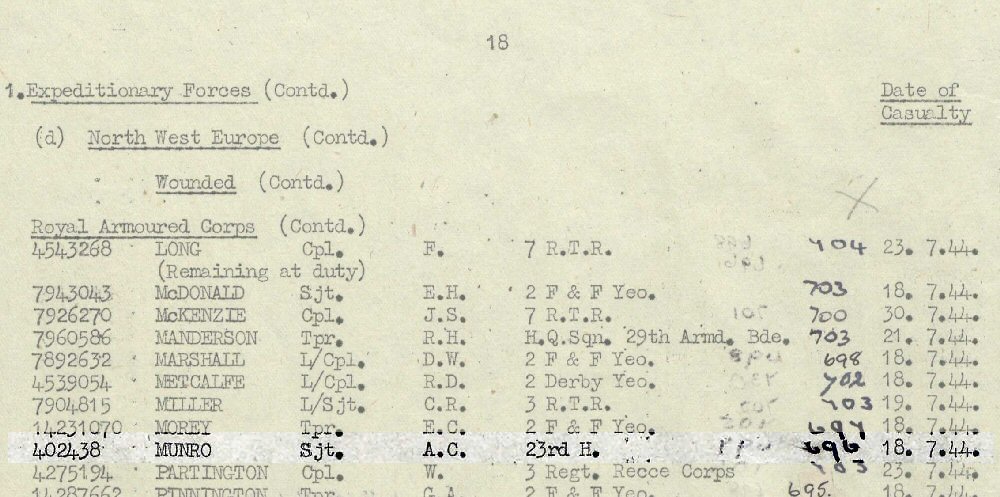 18
1. Expeditionary Forces (Contd.) Date of
Casualty
(d) North West Europe (Contd.)
Wounded (Contd.)
Royal Armoured Corps (Contd.)
4543268 LONG Cpl. F. 7 R.T.R. 704 23. 7.44.
(Remaining at duty)
7943043 McDONALD Sjt. E.H. 2 F & F Yeo. 703 18. 7.44.
7926270 McKENZIE Cpl. J.S. 7 R.T.R. 700 30. 7.44.
7960586 MANDERSON Tpr. R.H. H.Q.Sqn. 29th Armd. Bde. 703 21. 7.44.
7892632 MARSHALL L/Cpl. D.W. 2 F & F Yeo. 698 18. 7.44.
4539054 METCALFE L/Cpl. R.D. 2 Derby Yeo. 702 18. 7.44.
7904815 MILLER L/Sjt. C.R. 3 R.T.R. 703 19. 7.44.
14231070 MOREY Tpr. E.C. 2 F & F Yeo. 18. 7.44.
402438 MUNRO Sjt. A.C. 23rd H. 696 18. 7.44.
4275194 PARTINGTON Cpl. W. 3 Regt. Recce Corps 703 23. 7.44.
14287662 PINNINGTON Tpr. G.A. 2 F & F Yeo. 695. 18. 7.44.